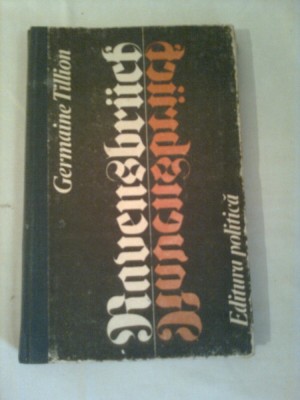 Germaine Tillion
Ravensbrück
Ravensbrück
Editura politică